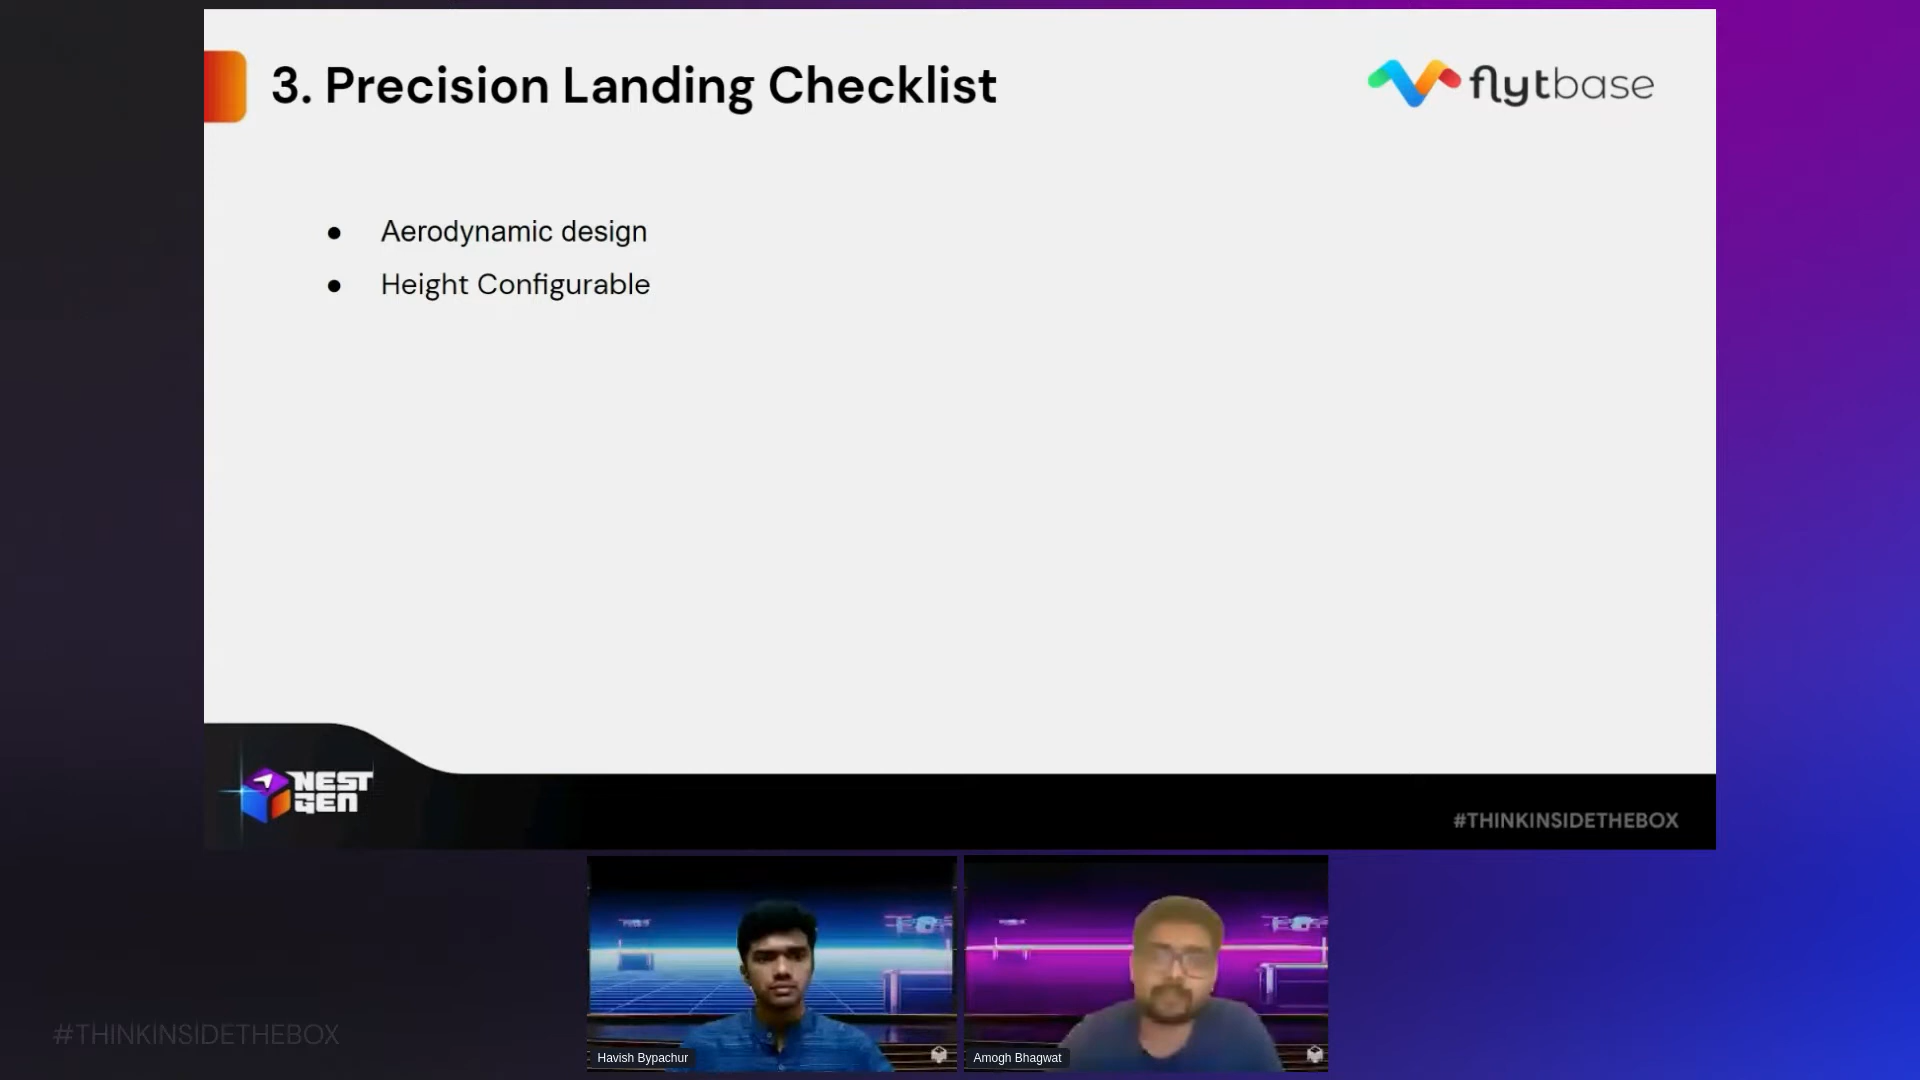 3. Precision Landing Checklist
flytbase
● Aerodynamic design
● Height Configurable
NEST
GEN
#THINKINSIDETHEBOX
Havish Bypachur
Amogh Bhagwat
#THINKINSIDETHEBOX